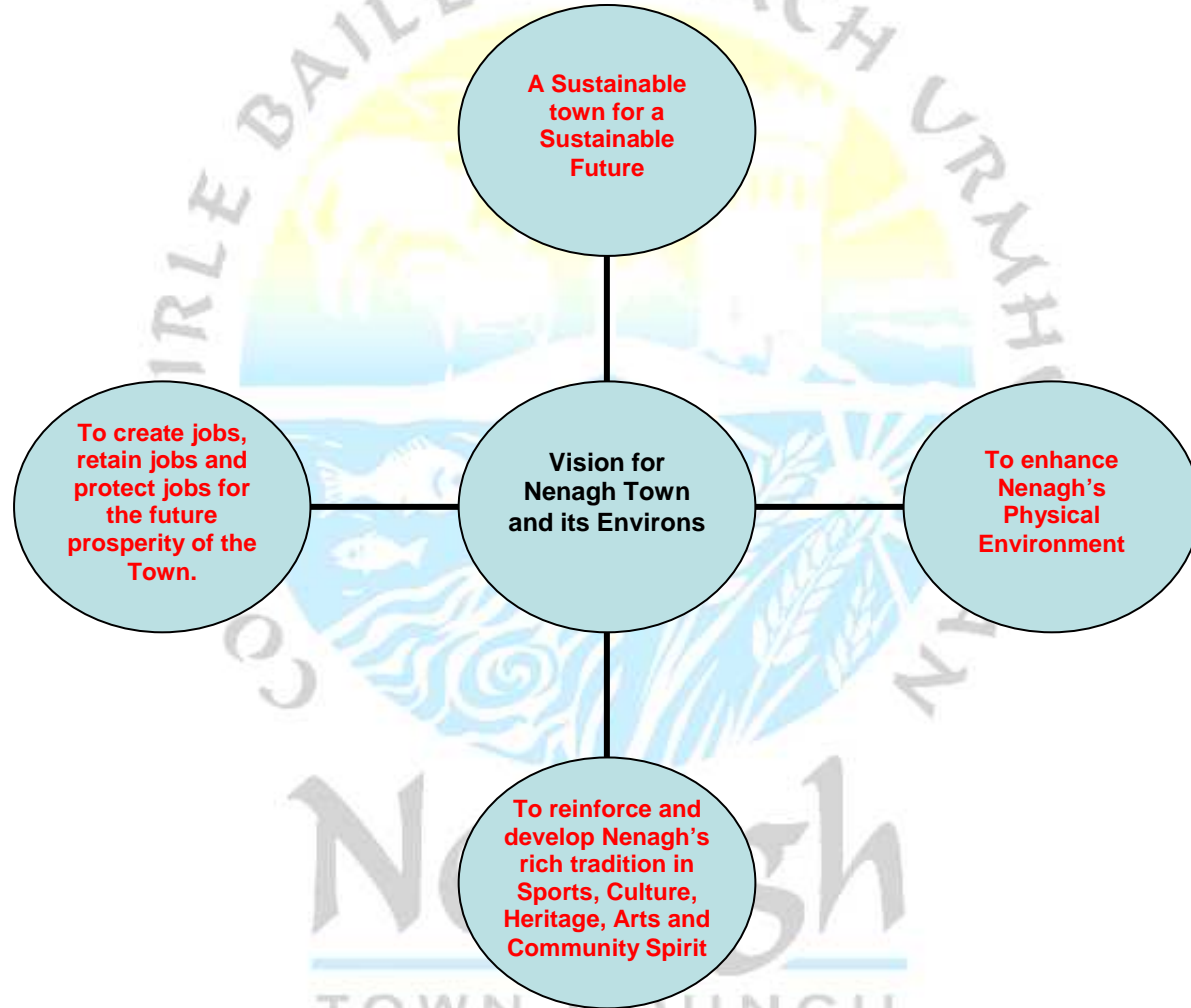 A Sustainable
town for a
Sustainable
Future
To create jobs,
retain jobs and
protect jobs for
the future
prosperity of the
Town.
Vision for
Nenagh Town
and its Environs
To enhance
Nenagh’s
Physical
Environment
To reinforce and
develop Nenagh’s
rich tradition in
Sports, Culture,
Heritage, Arts and
Community Spirit
TOWN